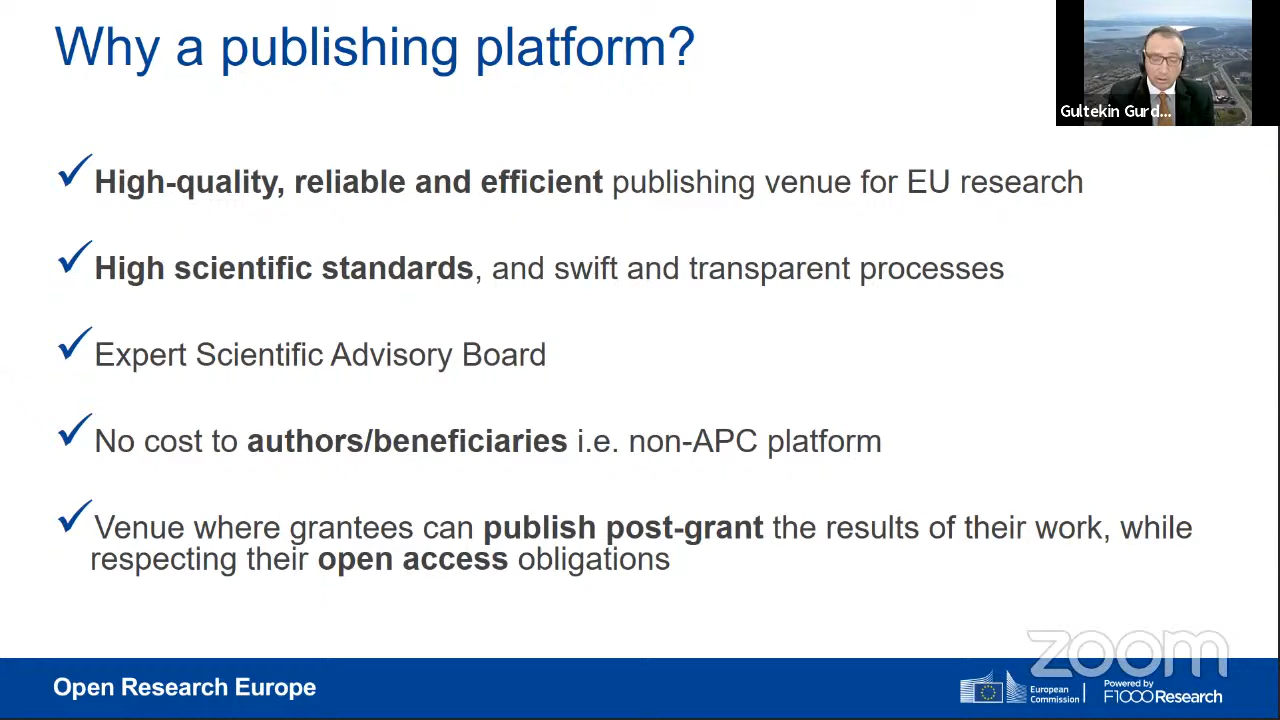 Why a publishing platform?
Gultekin Gurd...
High-quality, reliable and efficient publishing venue for EU research
High scientific standards, and swift and transparent processes
Expert Scientific Advisory Board
No cost to authors/beneficiaries i.e. non-APC platform
Venue where grantees can publish post-grant the results of their work, while
respecting their open access obligations
zoom
Open Research Europe
European
Commission
Powered by
F1000Research